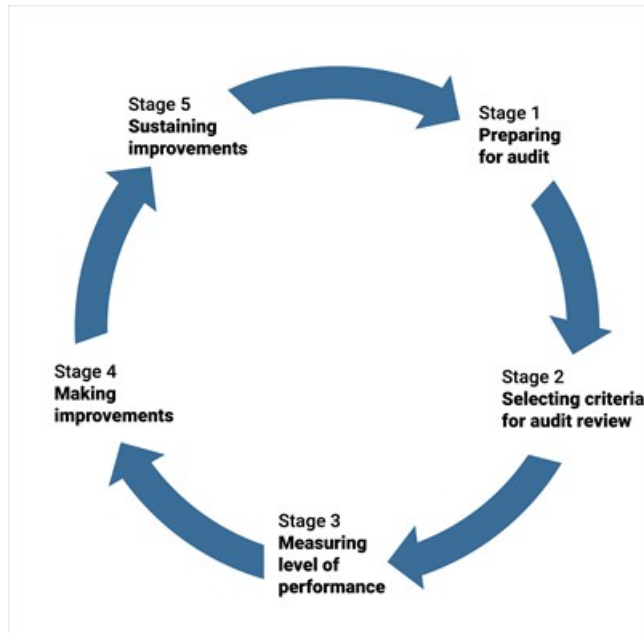 Stage 1
Preparing
for audit
Stage 2
Selecting criteria
for audit review
Stage 3
Measuring
level of
performance
Stage 4
Making
improvements
Stage 5
Sustaining
improvements